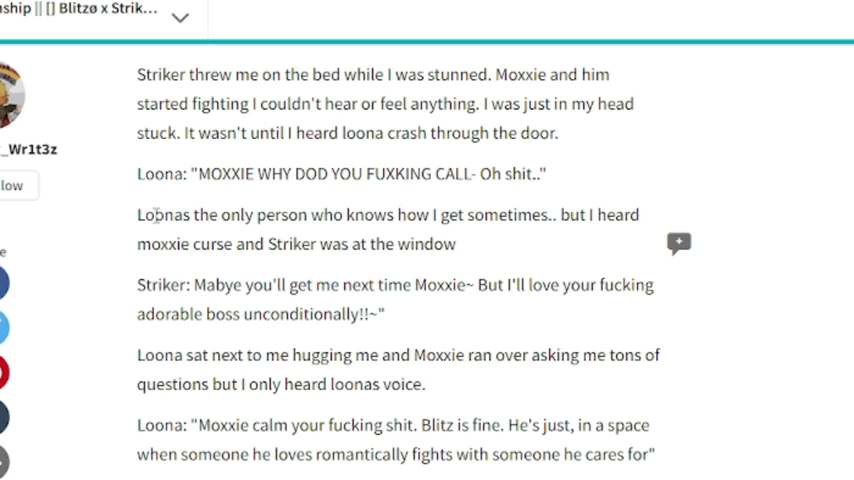 ship || [] Blitzø x Strik...
Striker threw me on the bed while I was stunned. Moxxie and him
started fighting I couldn't hear or feel anything. I was just in my head
stuck. It wasn't until I heard loona crash through the door.
_Wr1t3z
Loona: "MOXXIE WHY DOD YOU FUXKING CALL- Oh shit.."
low
Loonas the only person who knows how I get sometimes.. but I heard
moxxie curse and Striker was at the window
e
Striker: Mabye you'll get me next time Moxxie~ But I'll love your fucking
adorable boss unconditionally!!~"
Loona sat next to me hugging me and Moxxie ran over asking me tons of
questions but I only heard loonas voice.
Loona: "Moxxie calm your fucking shit. Blitz is fine. He's just, in a space
when someone he loves romantically fights with someone he cares for"